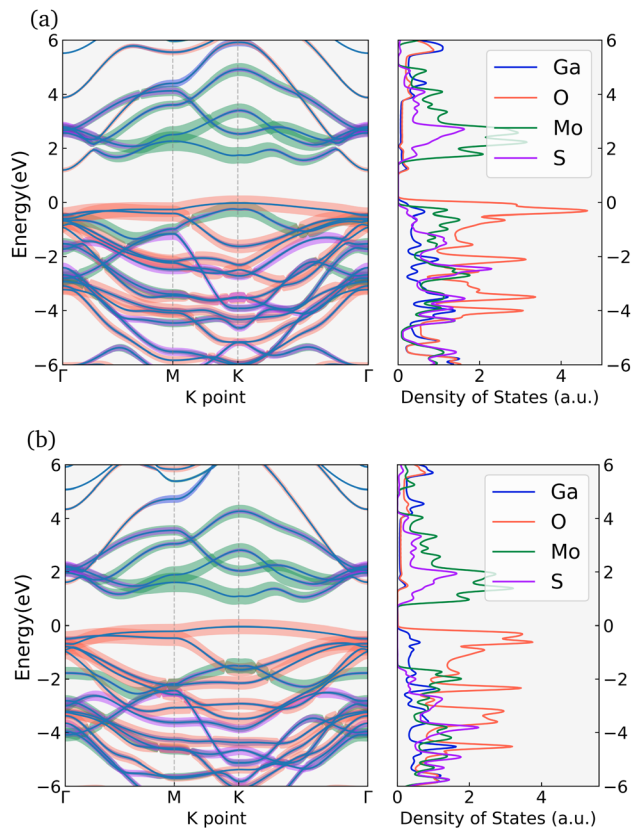 (a)
6
4
2
0
−2
−4
−6
Energy(eV)
Γ M K Γ
K point
Ga
O
Mo
S
6
4
2
0
−2
−4
−6
0 2 4
Density of States (a.u.)
(b)
6
4
2
0
−2
−4
−6
Energy(eV)
Γ M K Γ
K point
Ga
O
Mo
S
6
4
2
0
−2
−4
−6
0 2 4
Density of States (a.u.)